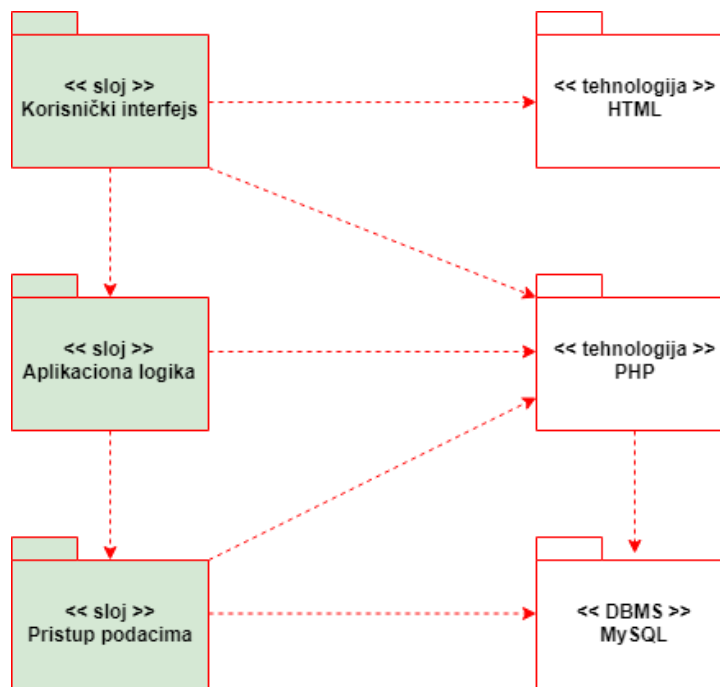 << sloj >>
Korisnički interfejs
<< tehnologija >>
HTML
<< sloj >>
Aplikaciona logika
<< tehnologija >>
PHP
<< sloj >>
Pristup podacima
<< DBMS >>
MySQL